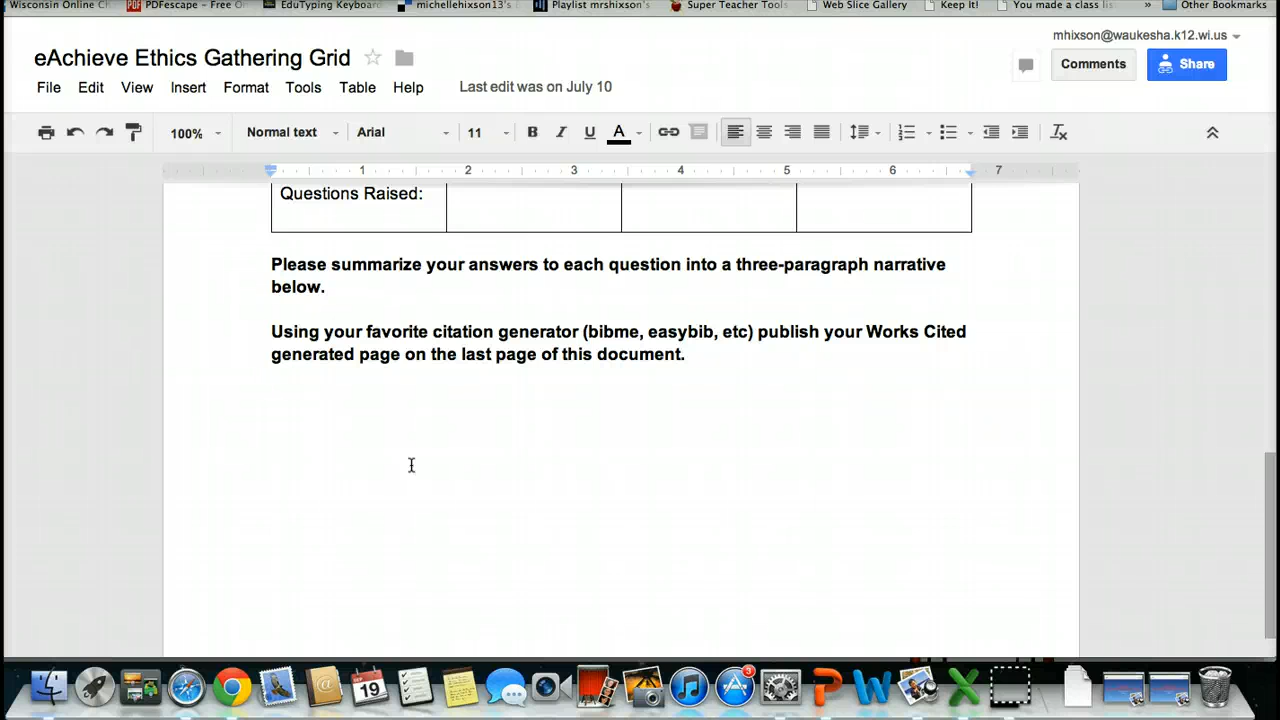 Wisconsin Online Cl PDFescape - Free O EduTyping Keyboard michellehixson13's Playlist mrshixson's Super Teacher Tools Web Slice Gallery Keep It! You made a class lis » Other Bookmarks
mhixson@waukesha.k12.wi.us
eAchieve Ethics Gathering Grid
Comments Share
File Edit View Insert Format Tools Table Help Last edit was on July 10
100% Normal text Arial 11 B I U A
1 2 3 4 5 6 7
Questions Raised:
Please summarize your answers to each question into a three-paragraph narrative
below.
Using your favorite citation generator (bibme, easybib, etc) publish your Works Cited
generated page on the last page of this document.
SEP
19
3